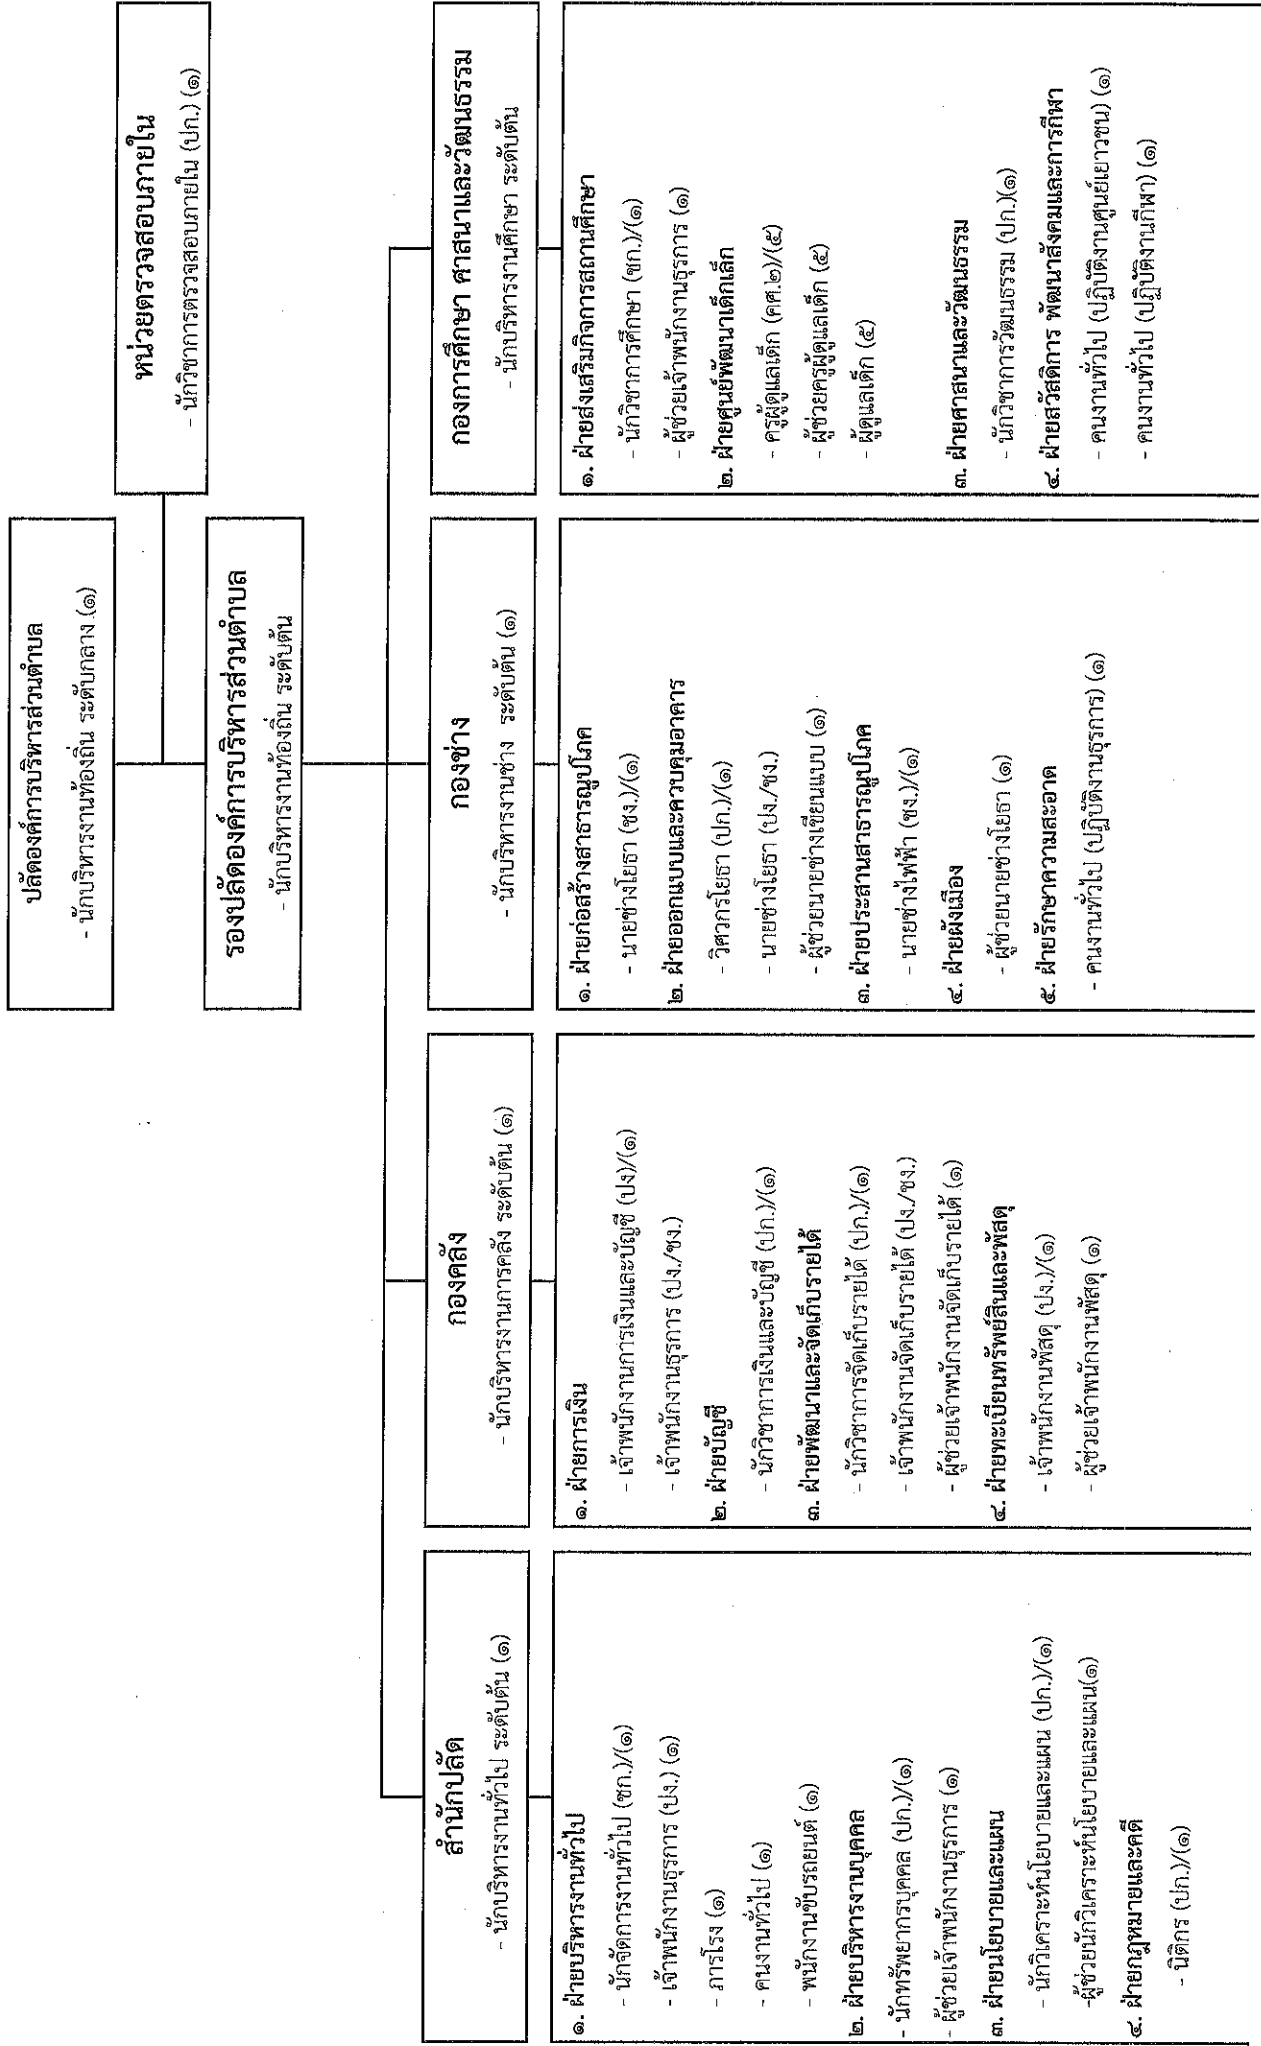 ปลัดองค์การบริหารส่วนตำบล
- นักบริหารงานท้องถิ่น ระดับกลาง (๑)
หน่วยตรวจสอบภายใน
- นักวิชาการตรวจสอบภายใน (ปก.) (๑)
รองปลัดองค์การบริหารส่วนตำบล
- นักบริหารงานท้องถิ่น ระดับต้น
สำนักปลัด
- นักบริหารงานทั่วไป ระดับต้น (๑)
๑. ฝ่ายบริหารงานทั่วไป
- นักจัดการงานทั่วไป (ชก.)/(๑)
- เจ้าพนักงานธุรการ (ปง.) (๑)
- ภารโรง (๑)
- คนงานทั่วไป (๑)
- พนักงานขับรถยนต์ (๑)
๒. ฝ่ายบริหารงานบุคคล
- นักทรัพยากรบุคคล (ปก.)/(๑)
- ผู้ช่วยเจ้าพนักงานธุรการ (๑)
๓. ฝ่ายนโยบายและแผน
- นักวิเคราะห์นโยบายและแผน (ปก.)/(๑)
-ผู้ช่วยนักวิเคราะห์นโยบายและแผน(๑)
๔. ฝ่ายกฎหมายและคดี
- นิติกร (ปก.)/(๑)
กองคลัง
- นักบริหารงานการคลัง ระดับต้น (๑)
๑. ฝ่ายการเงิน
- เจ้าพนักงานการเงินและบัญชี (ปง)/(๑)
- เจ้าพนักงานธุรการ (ปง./ชง.)
๒. ฝ่ายบัญชี
- นักวิชาการเงินและบัญชี (ปก.)/(๑)
๓. ฝ่ายพัฒนาและจัดเก็บรายได้
- นักวิชาการจัดเก็บรายได้ (ปก.)/(๑)
- เจ้าพนักงานจัดเก็บรายได้ (ปง./ชง.)
- ผู้ช่วยเจ้าพนักงานจัดเก็บรายได้ (๑)
๔. ฝ่ายทะเบียนทรัพย์สินและพัสดุ
- เจ้าพนักงานพัสดุ (ปง.)/(๑)
- ผู้ช่วยเจ้าพนักงานพัสดุ (๑)
กองช่าง
- นักบริหารงานช่าง ระดับต้น (๑)
๑. ฝ่ายก่อสร้างสาธารณูปโภค
- นายช่างโยธา (ชง.)/(๑)
๒. ฝ่ายออกแบบและควบคุมอาคาร
- วิศวกรโยธา (ปก.)/(๑)
- นายช่างโยธา (ปง./ชง.)
- ผู้ช่วยนายช่างเขียนแบบ (๑)
๓. ฝ่ายประสานสาธารณูปโภค
- นายช่างไฟฟ้า (ชง.)/(๑)
๔. ฝ่ายผังเมือง
- ผู้ช่วยนายช่างโยธา (๑)
๕. ฝ่ายรักษาความสะอาด
- คนงานทั่วไป (ปฏิบัติงานธุรการ) (๑)
กองการศึกษา ศาสนาและวัฒนธรรม
- นักบริหารงานศึกษา ระดับต้น
๑. ฝ่ายส่งเสริมกิจการสถานศึกษา
- นักวิชาการศึกษา (ชก.)/(๑)
- ผู้ช่วยเจ้าพนักงานธุรการ (๑)
๒. ฝ่ายศูนย์พัฒนาเด็กเล็ก
- ครูผู้ดูแลเด็ก (คศ.๒)/(๕)
- ผู้ช่วยครูผู้ดูแลเด็ก (๕)
- ผู้ดูแลเด็ก (๕)
๓. ฝ่ายศาสนาและวัฒนธรรม
- นักวิชาการวัฒนธรรม (ปก.)(๑)
๔. ฝ่ายสวัสดิการ พัฒนาสังคมและการกีฬา
- คนงานทั่วไป (ปฏิบัติงานศูนย์เยาวชน) (๑)
- คนงานทั่วไป (ปฏิบัติงานกีฬา) (๑)